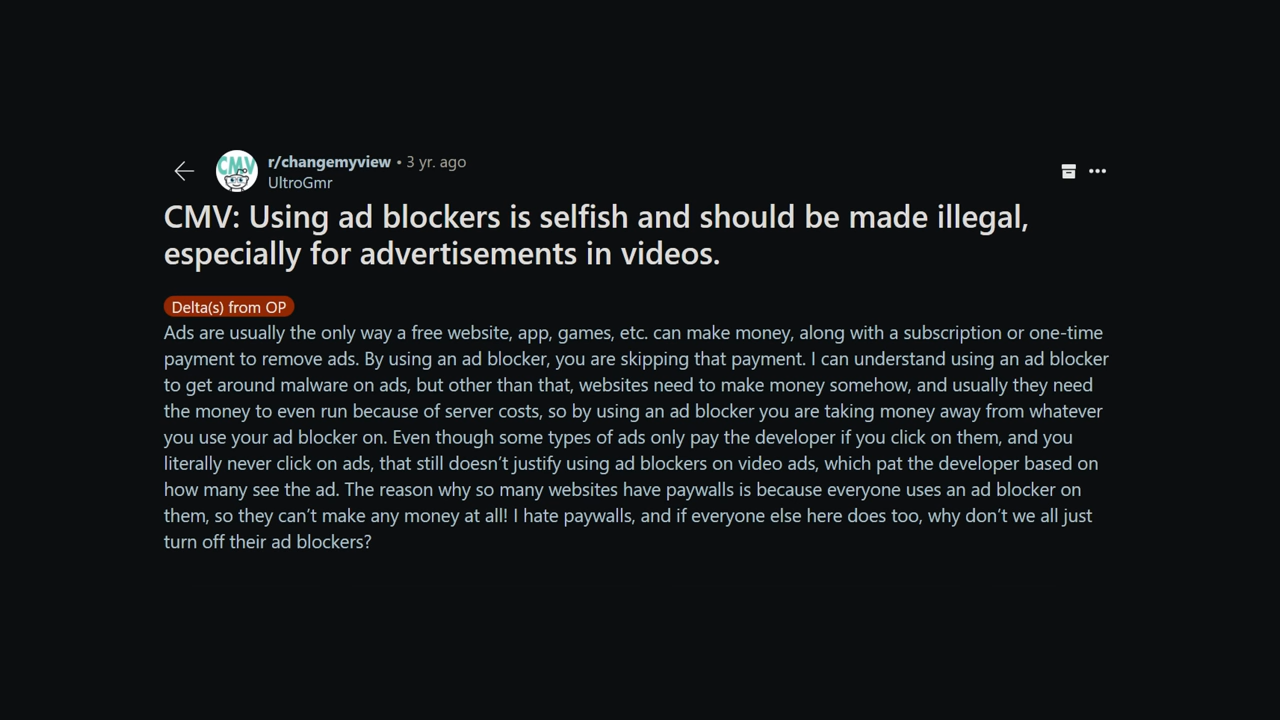 CMV
r/changemyview • 3 yr. ago
UltroGmr
CMV: Using ad blockers is selfish and should be made illegal,
especially for advertisements in videos.
Delta(s) from OP
Ads are usually the only way a free website, app, games, etc. can make money, along with a subscription or one-time
payment to remove ads. By using an ad blocker, you are skipping that payment. I can understand using an ad blocker
to get around malware on ads, but other than that, websites need to make money somehow, and usually they need
the money to even run because of server costs, so by using an ad blocker you are taking money away from whatever
you use your ad blocker on. Even though some types of ads only pay the developer if you click on them, and you
literally never click on ads, that still doesn’t justify using ad blockers on video ads, which pat the developer based on
how many see the ad. The reason why so many websites have paywalls is because everyone uses an ad blocker on
them, so they can’t make any money at all! I hate paywalls, and if everyone else here does too, why don’t we all just
turn off their ad blockers?